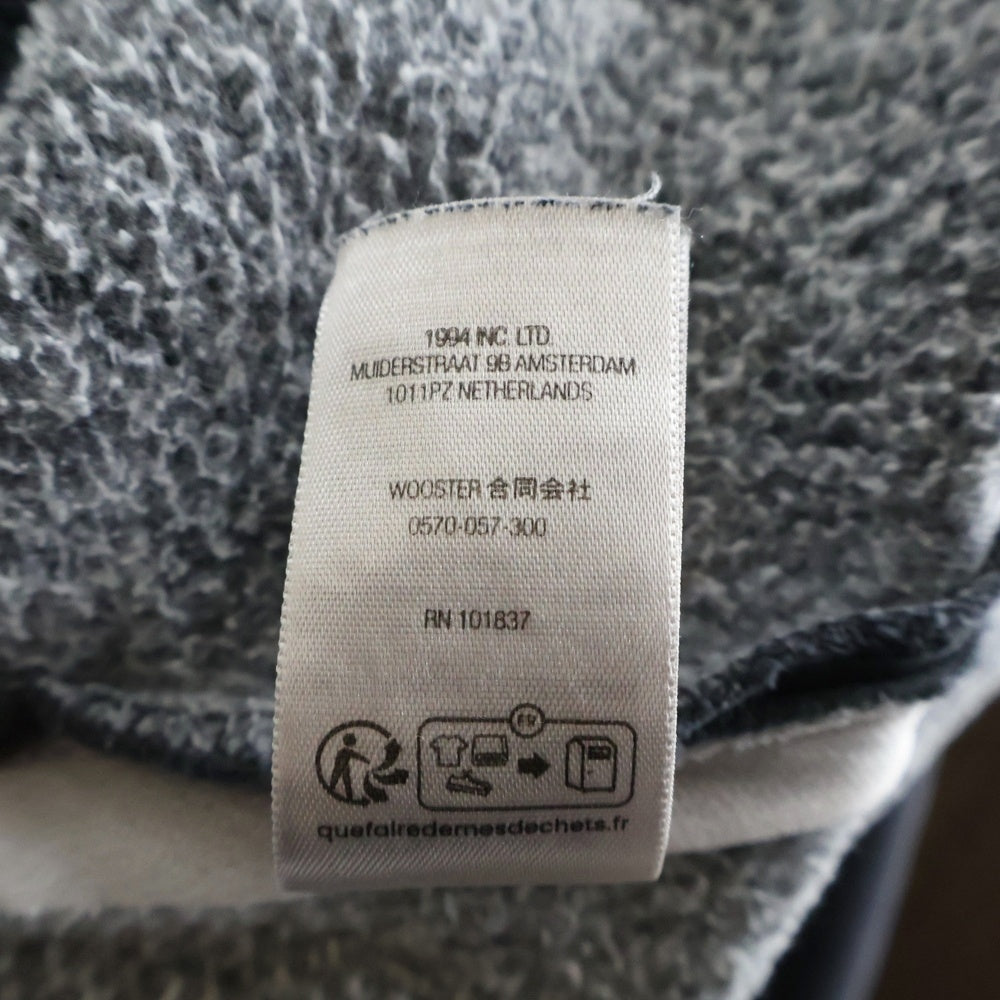 1994 INC LTD
MUIDERSTRAAT 9B AMSTERDAM
1011PZ NETHERLANDS
WOOSTER 合同会社
0570-057-300
RN 101837
FR
quefairedemesdechets.fr